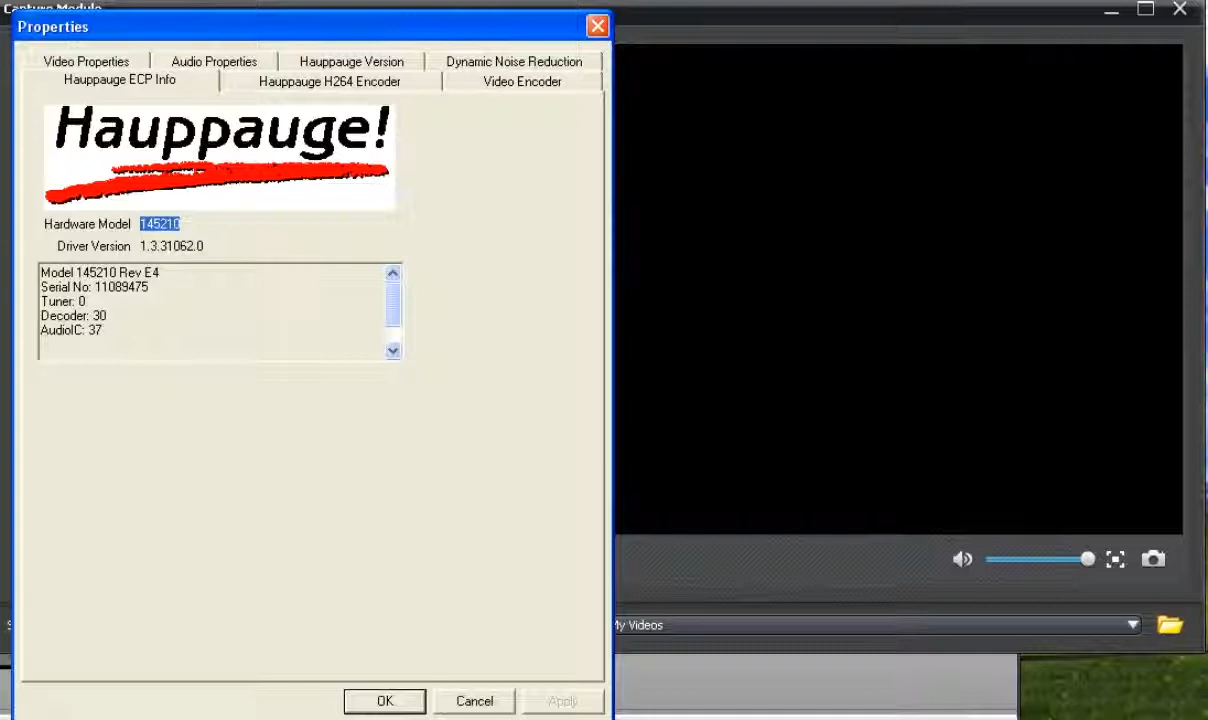 Capture Module
Properties
Video Properties
Audio Properties
Hauppauge Version
Dynamic Noise Reduction
Hauppauge ECP Info
Hauppauge H264 Encoder
Video Encoder
Hauppauge!
Hardware Model 145210
Driver Version 1.3.31062.0
Model 145210 Rev E4
Serial No: 11089475
Tuner: 0
Decoder: 30
AudioIC: 37
My Videos
OK
Cancel
Apply